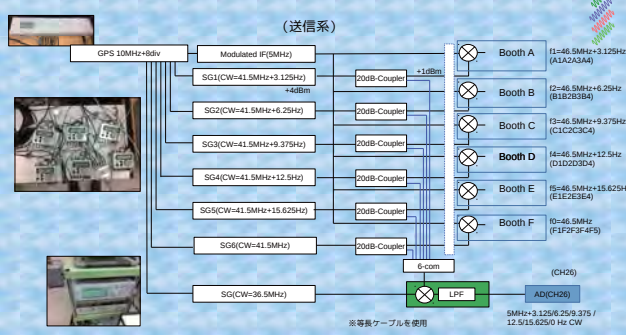 (送信系)
GPS 10MHz+8div
Modulated IF(5MHz)
Booth A
f1=46.5MHz+3.125Hz
(A1A2A3A4)
SG1(CW=41.5MHz+3.125Hz)
+4dBm
20dB-Coupler
+1dBm
Booth B
f2=46.5MHz+6.25Hz
(B1B2B3B4)
SG2(CW=41.5MHz+6.25Hz)
20dB-Coupler
Booth C
f3=46.5MHz+9.375Hz
(C1C2C3C4)
SG3(CW=41.5MHz+9.375Hz)
20dB-Coupler
Booth D
f4=46.5MHz+12.5Hz
(D1D2D3D4)
SG4(CW=41.5MHz+12.5Hz)
20dB-Coupler
Booth E
f5=46.5MHz+15.625Hz
(E1E2E3E4)
SG5(CW=41.5MHz+15.625Hz)
20dB-Coupler
Booth F
f0=46.5MHz
(F1F2F3F4F5)
SG6(CW=41.5MHz)
20dB-Coupler
6-com
(CH26)
SG(CW=36.5MHz)
LPF
AD(CH26)
5MHz+3.125/6.25/9.375 /
12.5/15.625/0 Hz CW
※等長ケーブルを使用